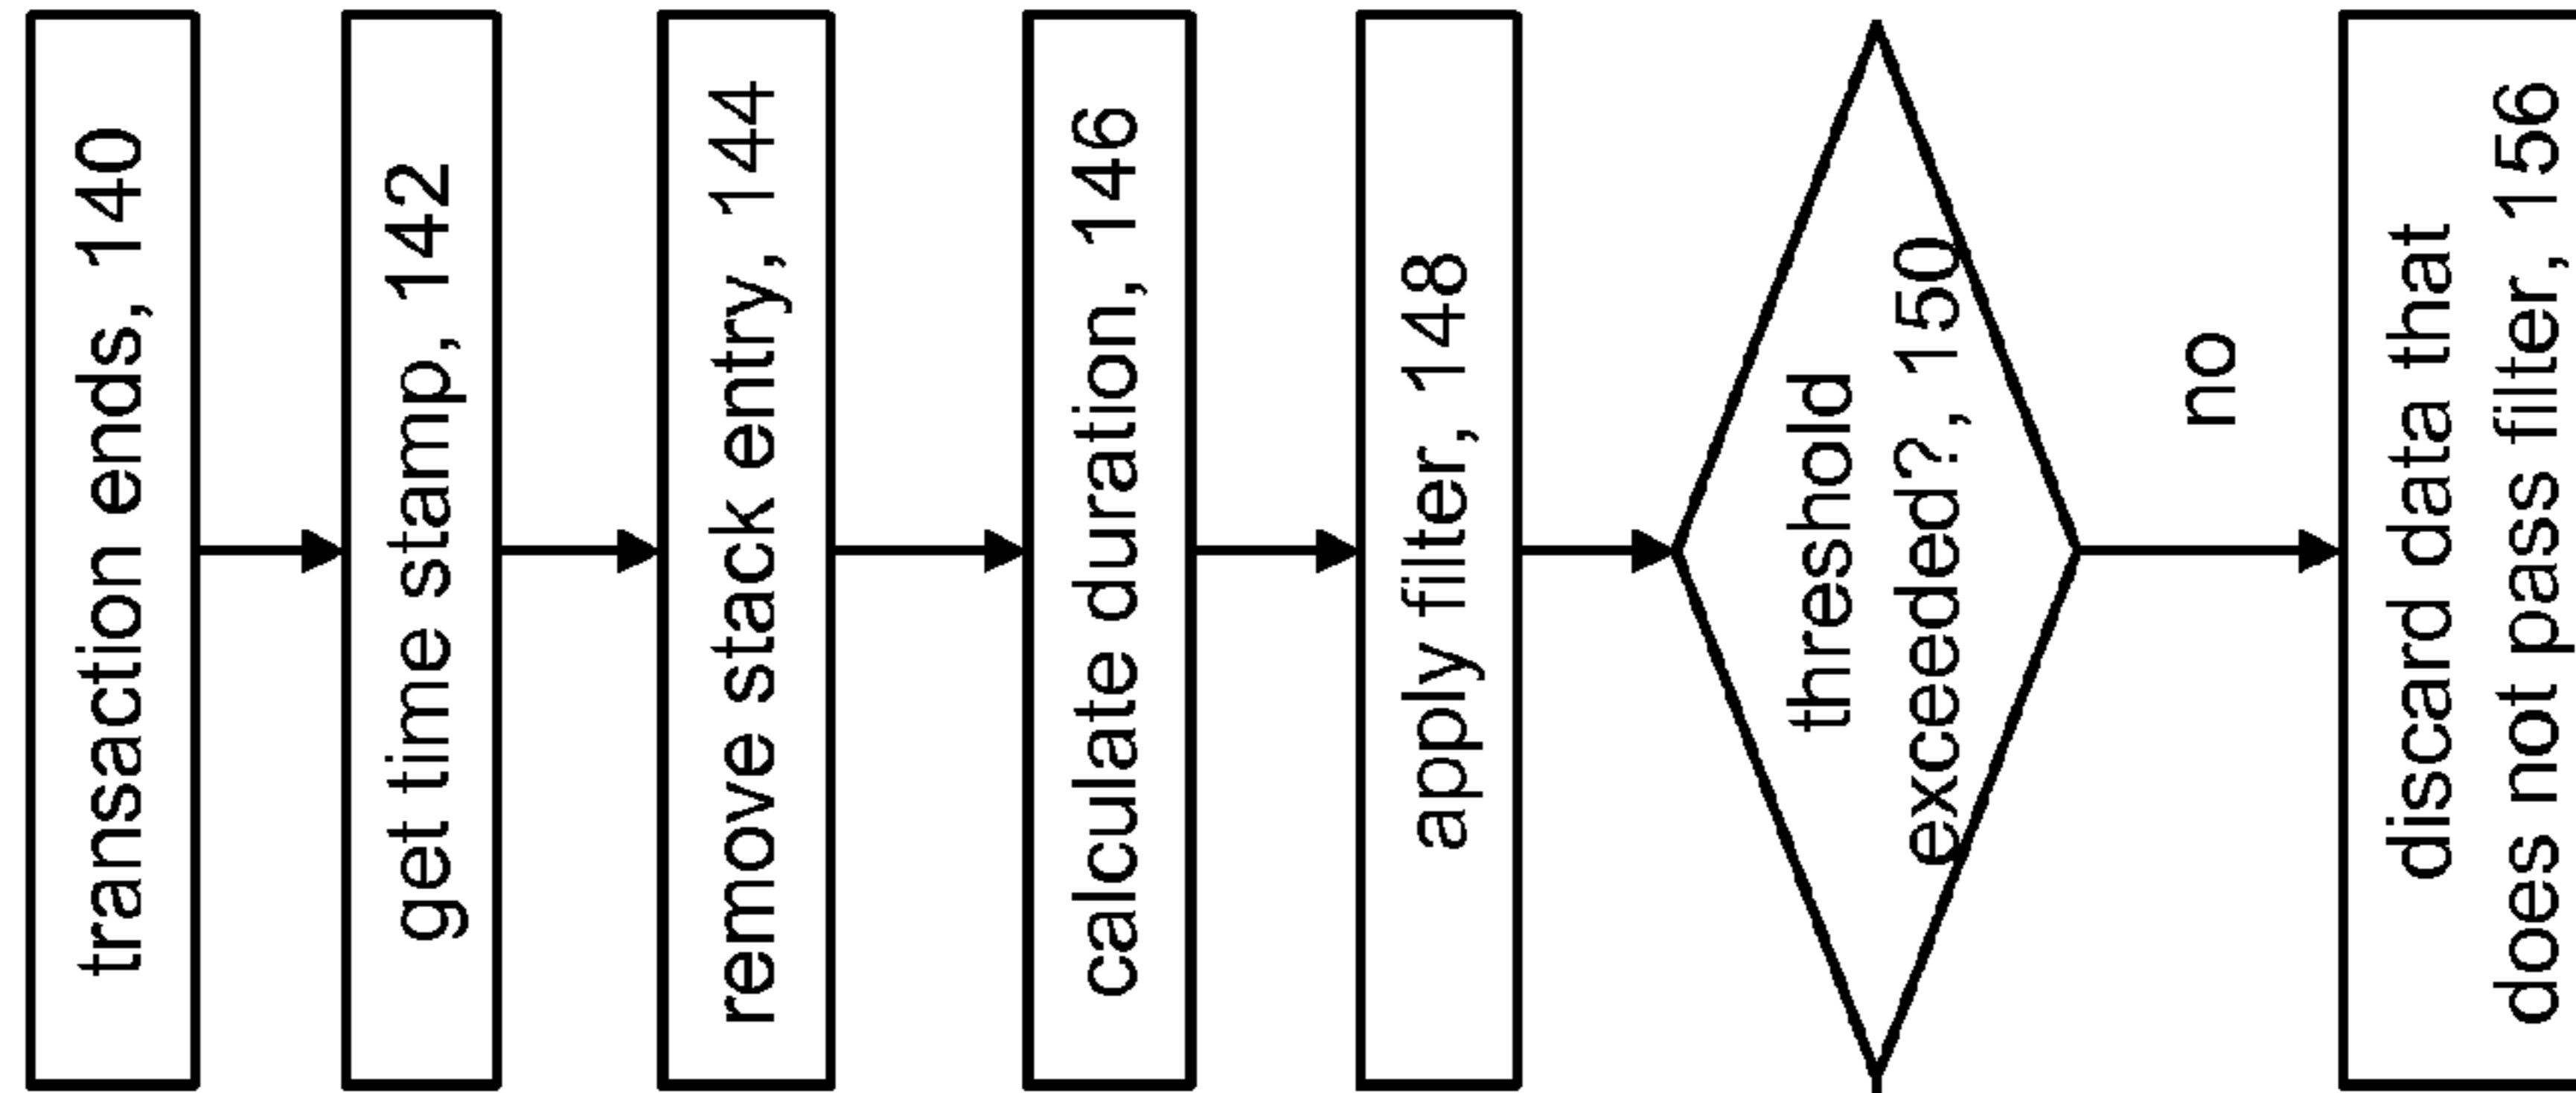 transaction ends, 140
get time stamp, 142
remove stack entry, 144
calculate duration, 146
apply filter, 148
threshold
exceeded?, 150
no
discard data that
does not pass filter, 156